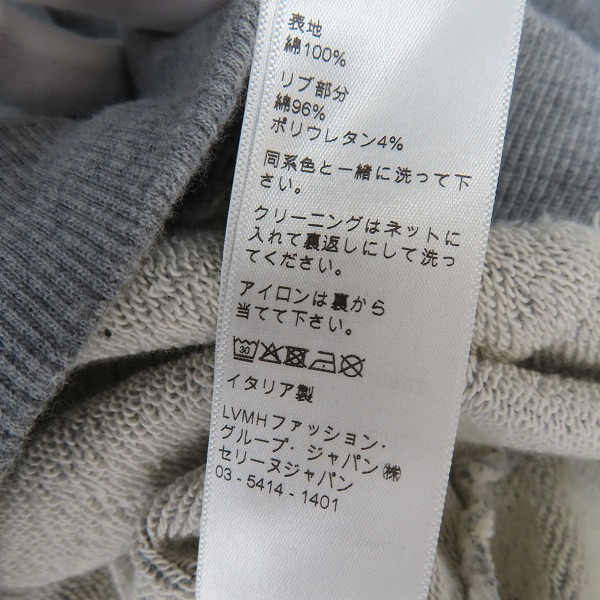 表地
綿100%
リブ部分
綿96%
ポリウレタン4%
同系色と一緒に洗って下
さい。
クリーニングはネットに
入れて裏返しにして洗っ
てください。
アイロンは裏から
当てて下さい。
30
イタリア製
LVMHファッション・
グループ・ジャパン㈱
セリーヌジャパン
03-5414-1401